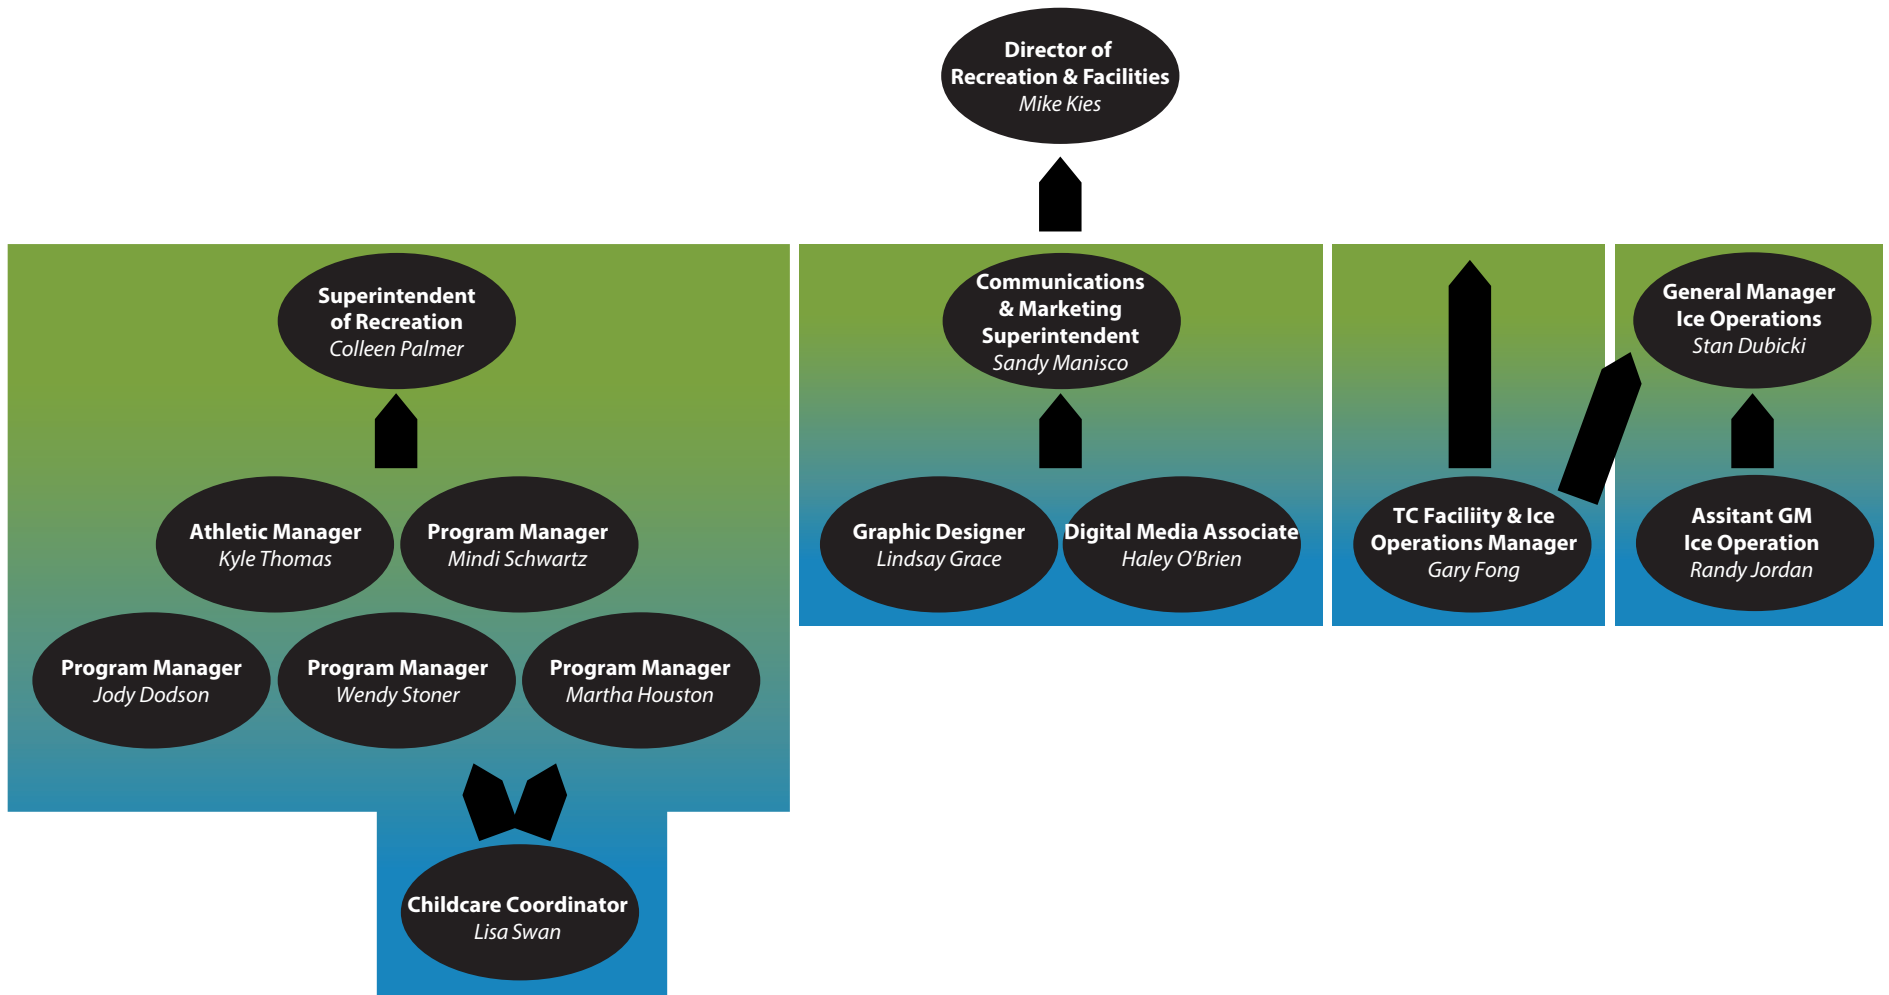 Director of
Recreation & Facilities
Mike Kies
Superintendent
of Recreation
Colleen Palmer
Communications
& Marketing
Superintendent
Sandy Manisco
General Manager
Ice Operations
Stan Dubicki
Athletic Manager
Kyle Thomas
Program Manager
Mindi Schwartz
Graphic Designer
Lindsay Grace
Digital Media Associate
Haley O’Brien
TC Faciliity & Ice
Operations Manager
Gary Fong
Assitant GM
Ice Operation
Randy Jordan
Program Manager
Jody Dodson
Program Manager
Wendy Stoner
Program Manager
Martha Houston
Childcare Coordinator
Lisa Swan